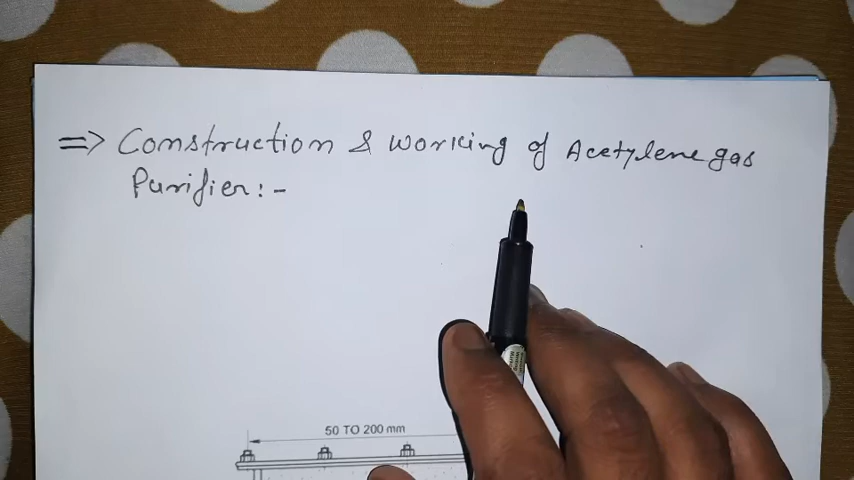 => Construction & Working of Acetylene gas
Purifier:-
50 TO 200 mm